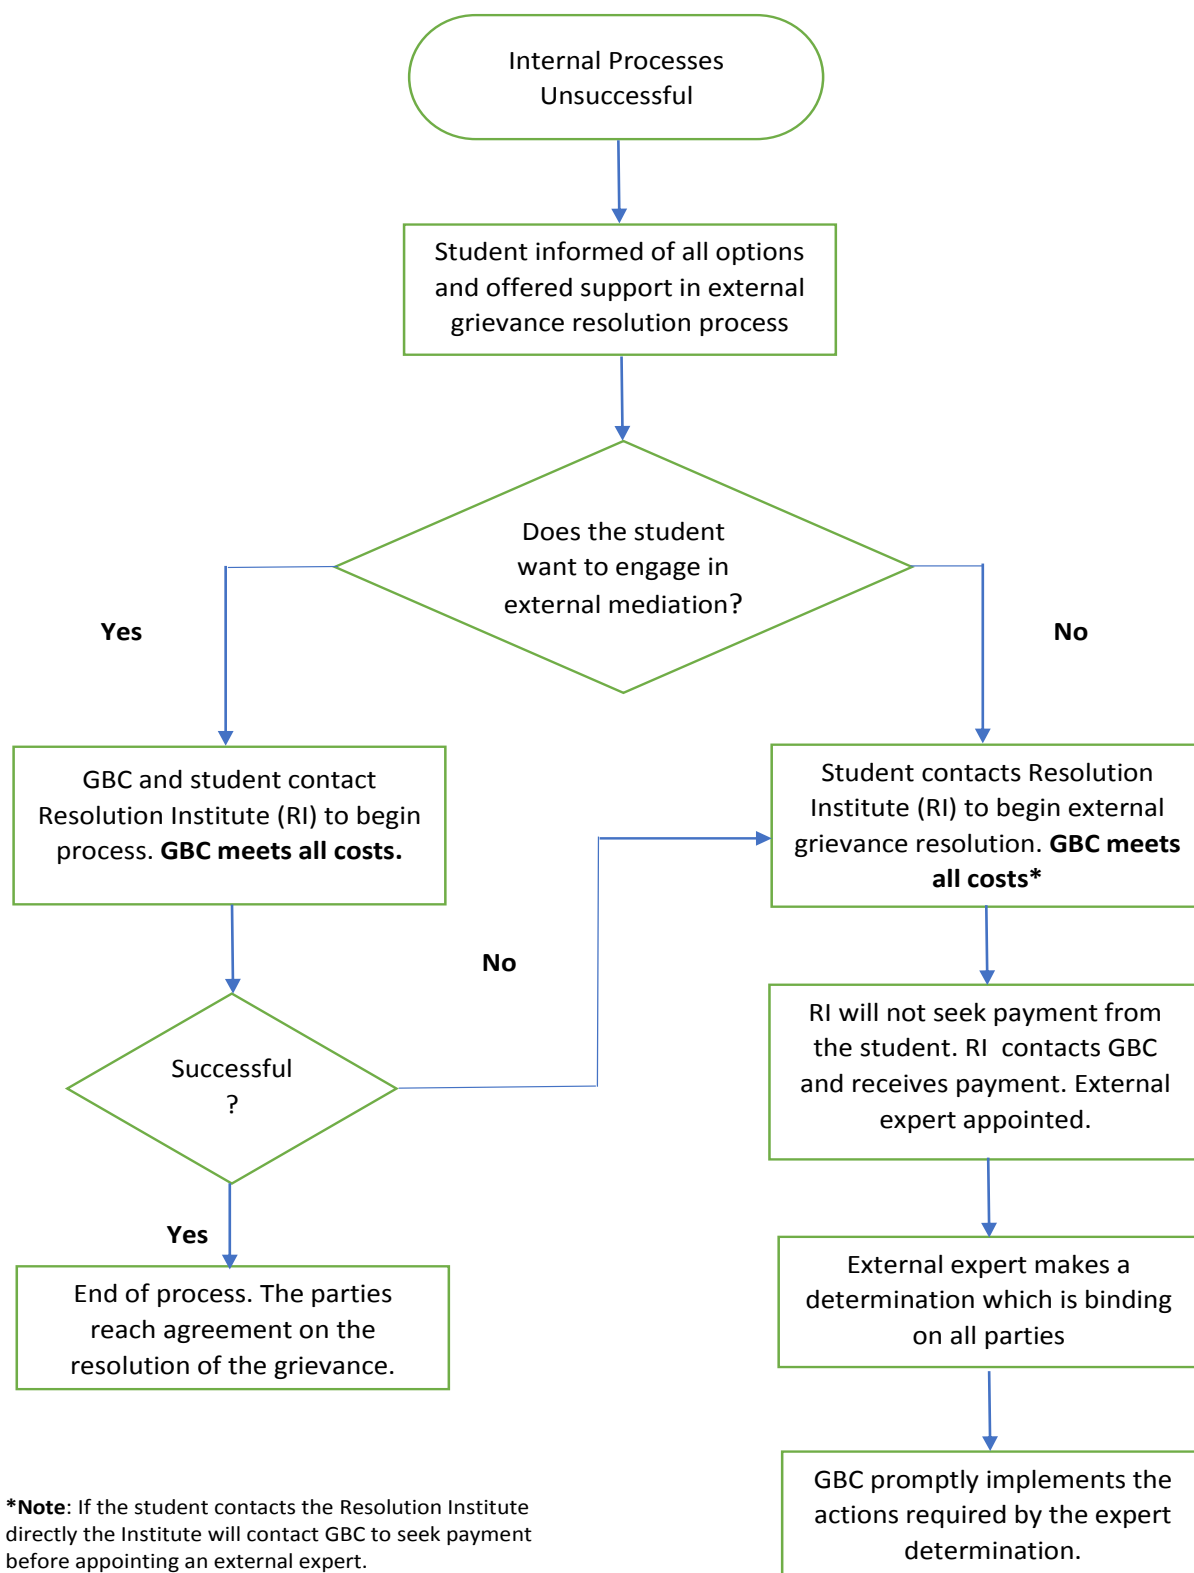 Internal Processes
Unsuccessful
Student informed of all options
and offered support in external
grievance resolution process
Does the student
want to engage in
external mediation?
Yes
No
GBC and student contact
Resolution Institute (RI) to begin
process. GBC meets all costs.
Student contacts Resolution
Institute (RI) to begin external
grievance resolution. GBC meets
all costs*
No
Successful
?
RI will not seek payment from
the student. RI  contacts GBC
and receives payment. External
expert appointed.
Yes
End of process. The parties
reach agreement on the
resolution of the grievance.
External expert makes a
determination which is binding
on all parties
GBC promptly implements the
actions required by the expert
determination.
*Note: If the student contacts the Resolution Institute
directly the Institute will contact GBC to seek payment
before appointing an external expert.